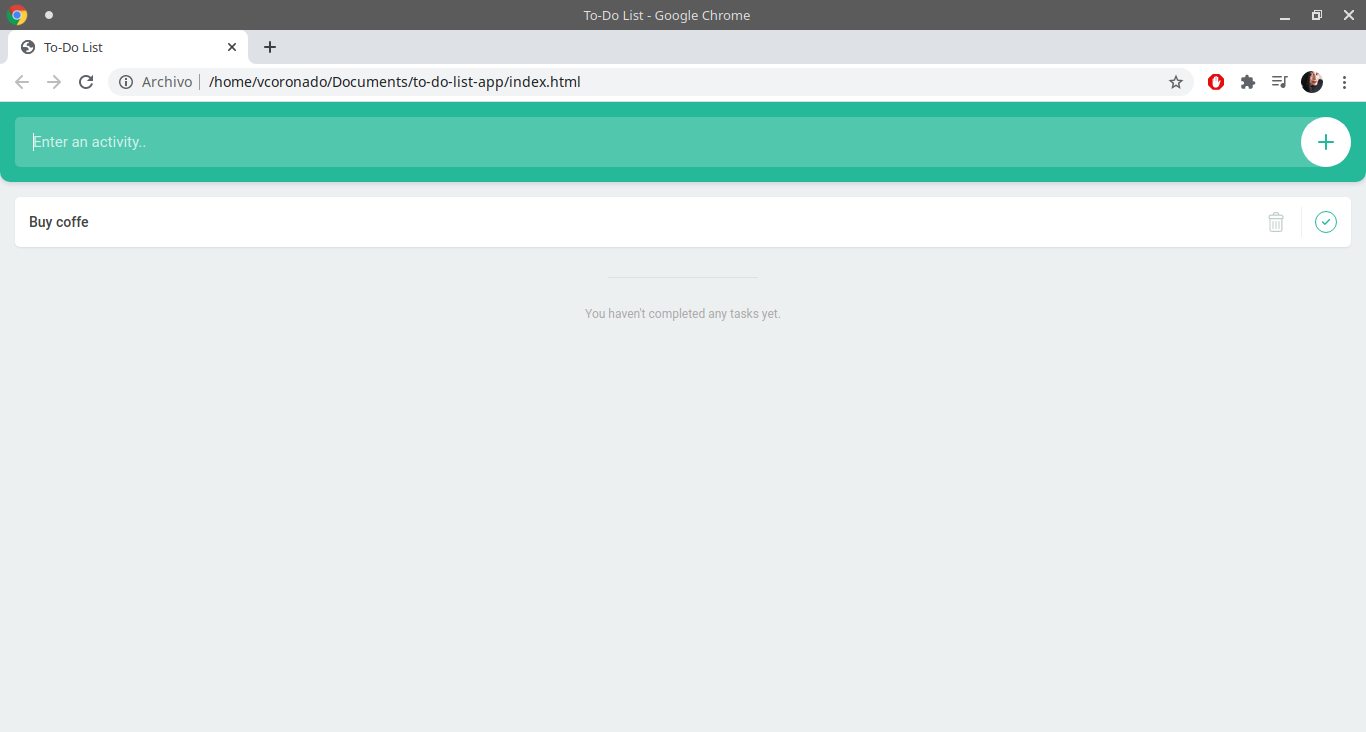 To-Do List - Google Chrome
To-Do List
Archivo /home/vcoronado/Documents/to-do-list-app/index.html
Enter an activity..
Buy coffe
You haven't completed any tasks yet.